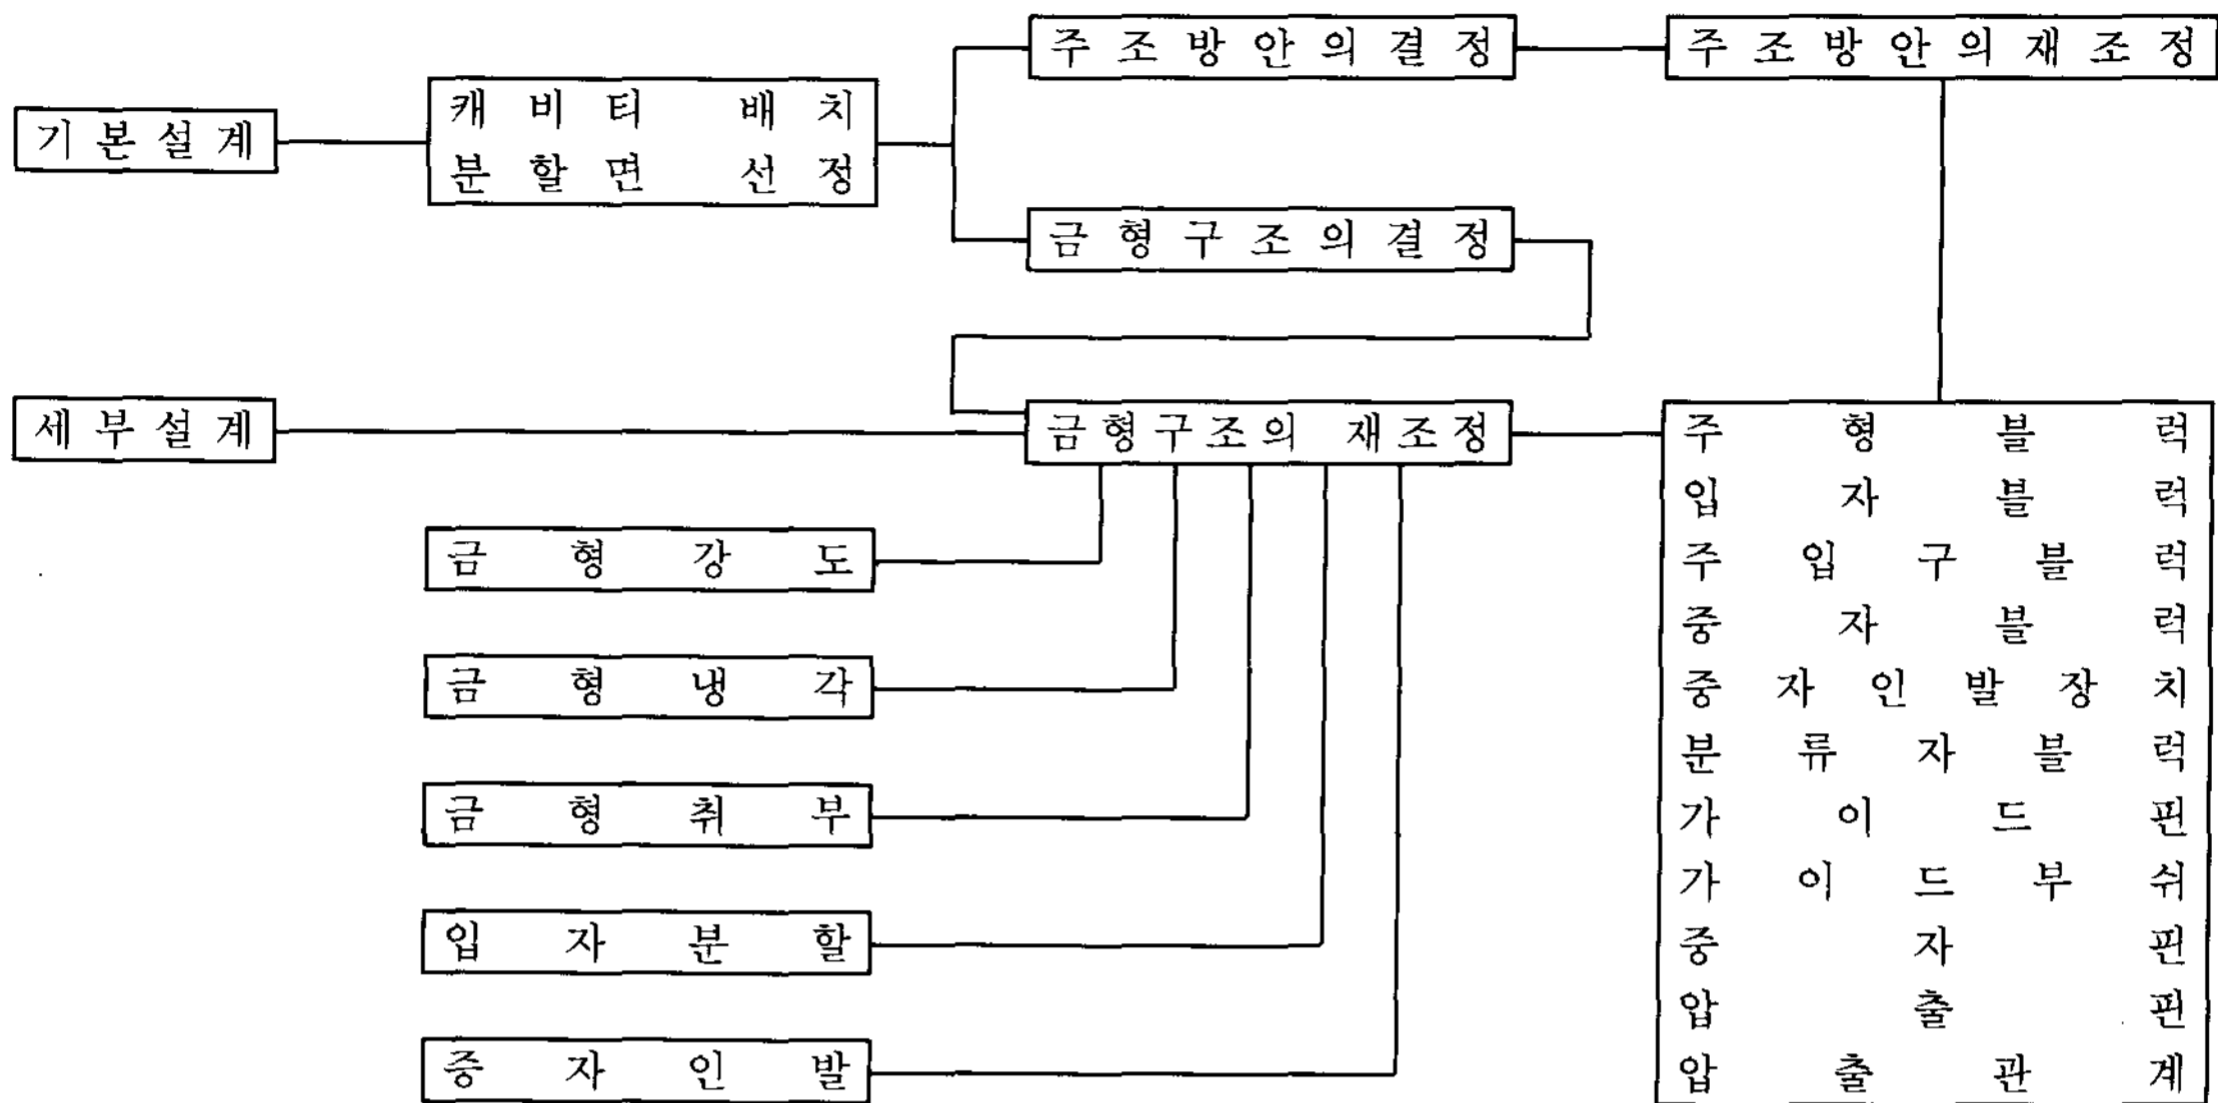 주조방안의결정
주조방안의재조정
기본설계
캐비티 배치
분할면 선정
금형구조의결정
세부설계
금형구조의 재조정
금형강도
금형냉각
금형취부
입자분할
증자인발
주형블럭
입자블럭
주입구블럭
중자블럭
중자인발장치
분류자블럭
가이드핀
가이드부쉬
중자핀
압출핀
압출관계